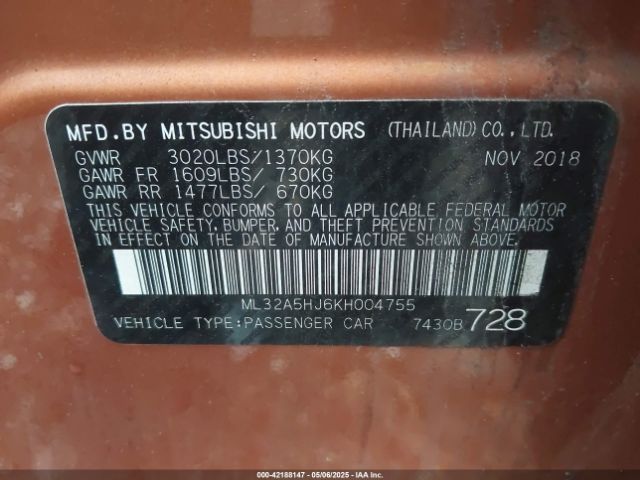 MFD.BY MITSUBISHI MOTORS (THAILAND)CO.,LTD.
GVWR 3020LBS/1370KG NOV 2018
GAWR FR 1609LBS/ 730KG
GAWR RR 1477LBS/ 670KG
THIS VEHICLE CONFORMS TO ALL APPLICABLE FEDERAL MOTOR
VEHICLE SAFETY, BUMPER, AND THEFT PREVENTION STANDARDS
IN EFFECT ON THE DATE OF MANUFACTURE SHOWN ABOVE.
ML32A5HJ6KH004755
VEHICLE TYPE:PASSENGER CAR 7430B 728
000-42188147 - 05/06/2025 - IAA Inc.